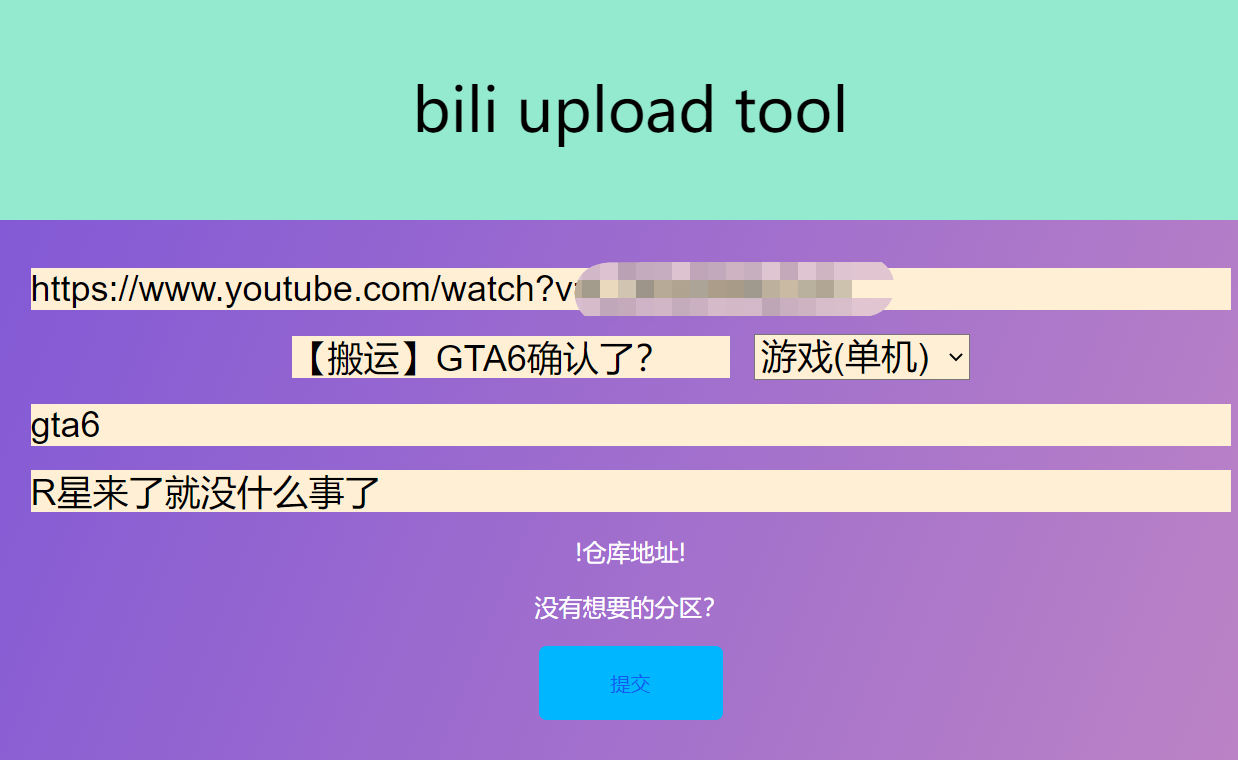 bili upload tool
https://www.youtube.com/watch?v
【搬运】GTA6确认了? 游戏(单机)
gta6
R星来了就没什么事了
!仓库地址!
没有想要的分区?
提交